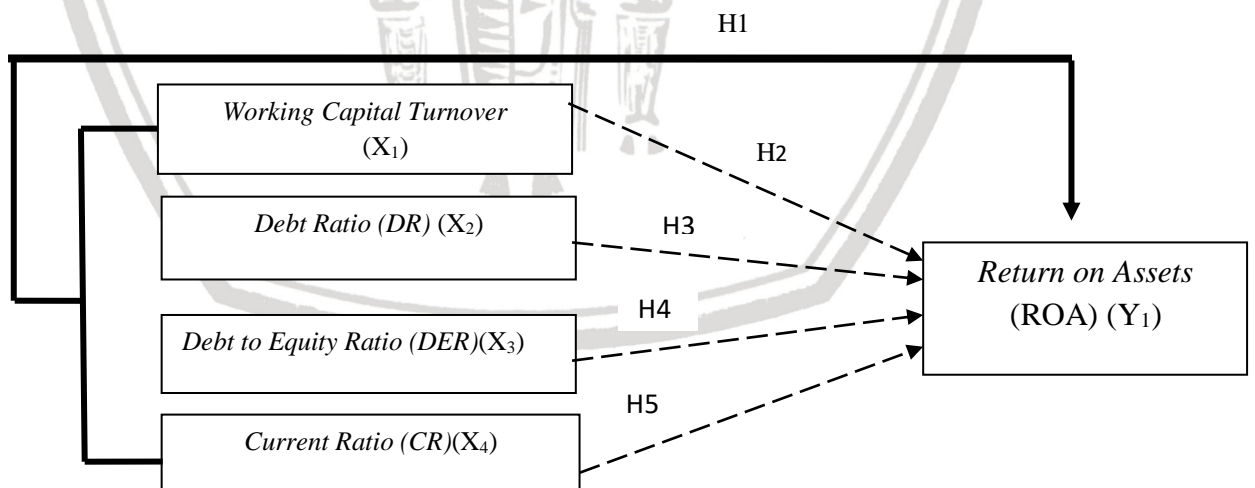 H1
Working Capital Turnover
(X₁)
H2
Debt Ratio (DR) (X₂)
H3
Return on Assets
(ROA) (Y₁)
H4
Debt to Equity Ratio (DER)(X₃)
H5
Current Ratio (CR)(X₄)